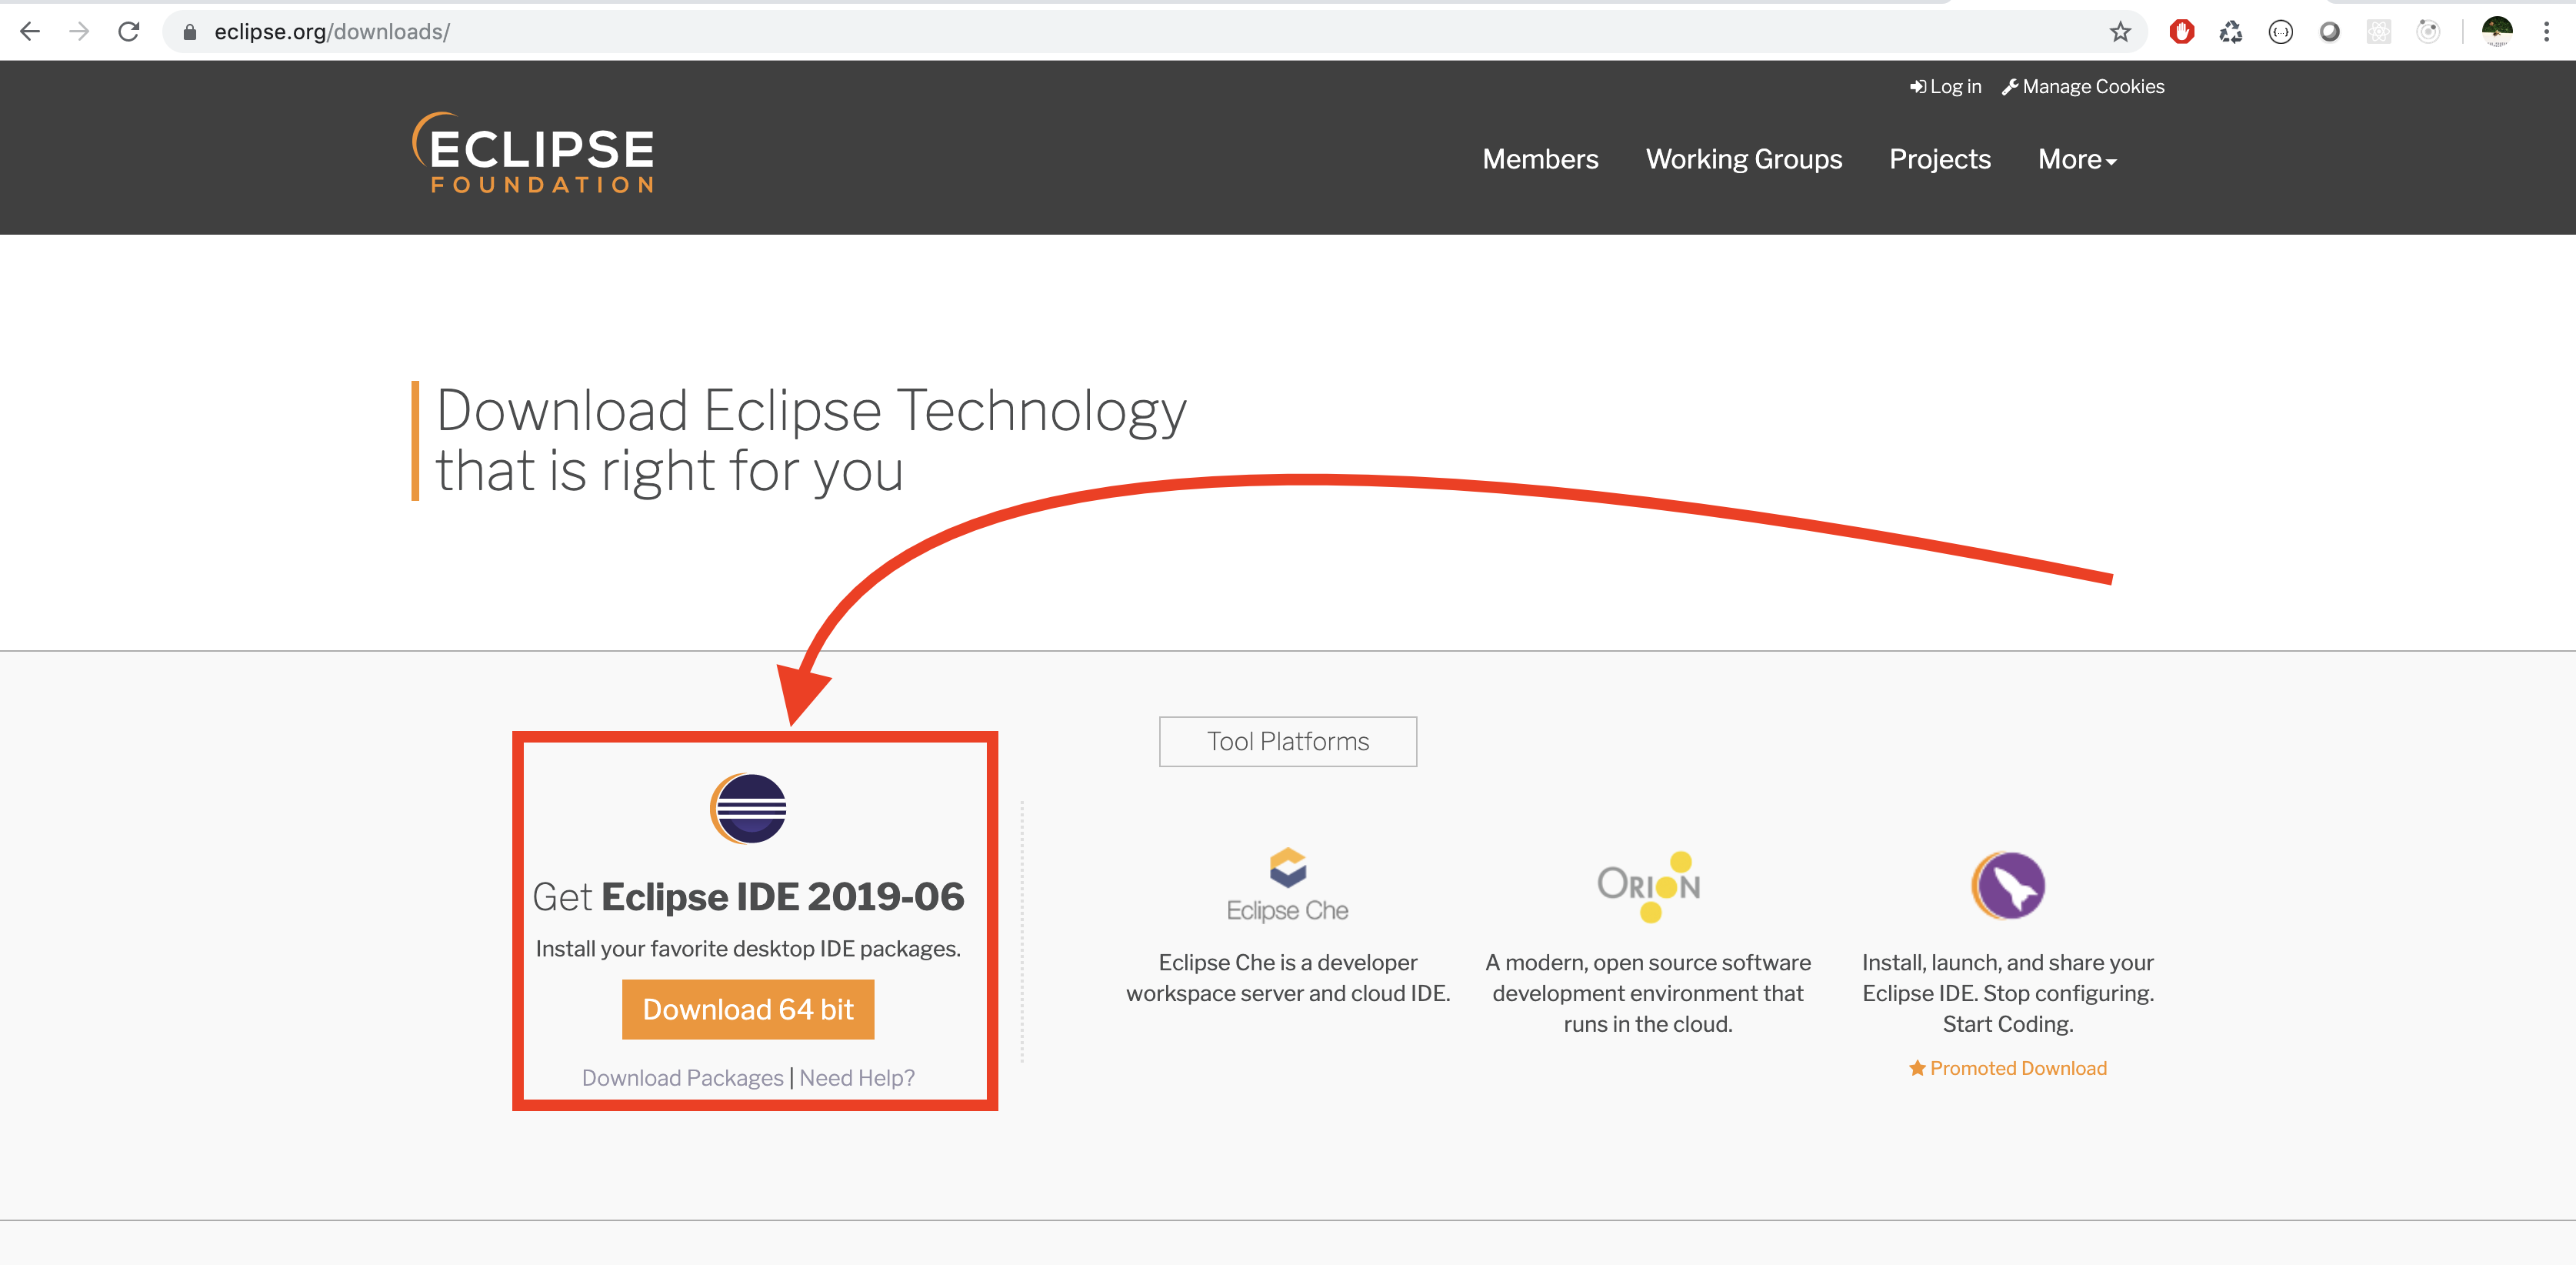 eclipse.org/downloads/
Log in Manage Cookies
ECLIPSE
FOUNDATION
Members Working Groups Projects More
Download Eclipse Technology
that is right for you
Get Eclipse IDE 2019-06
Install your favorite desktop IDE packages.
Download 64 bit
Download Packages | Need Help?
Tool Platforms
Eclipse Che
Eclipse Che is a developer
workspace server and cloud IDE.
ORION
A modern, open source software
development environment that
runs in the cloud.
Install, launch, and share your
Eclipse IDE. Stop configuring.
Start Coding.
Promoted Download